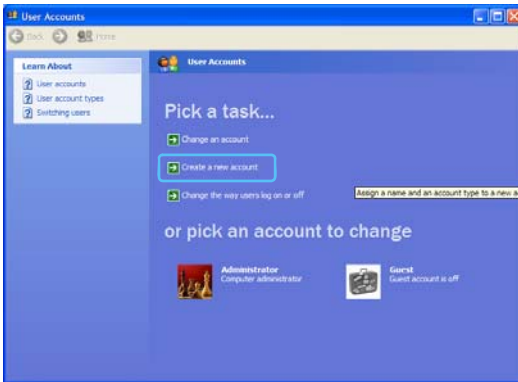 User Accounts
Back Home
Learn About
User accounts
User account types
Switching users
User Accounts
Pick a task...
Change an account
Create a new account
Change the way users log on or off
Assign a name and an account type to a new a
or pick an account to change
Administrator
Computer administrator
Guest
Guest account is off